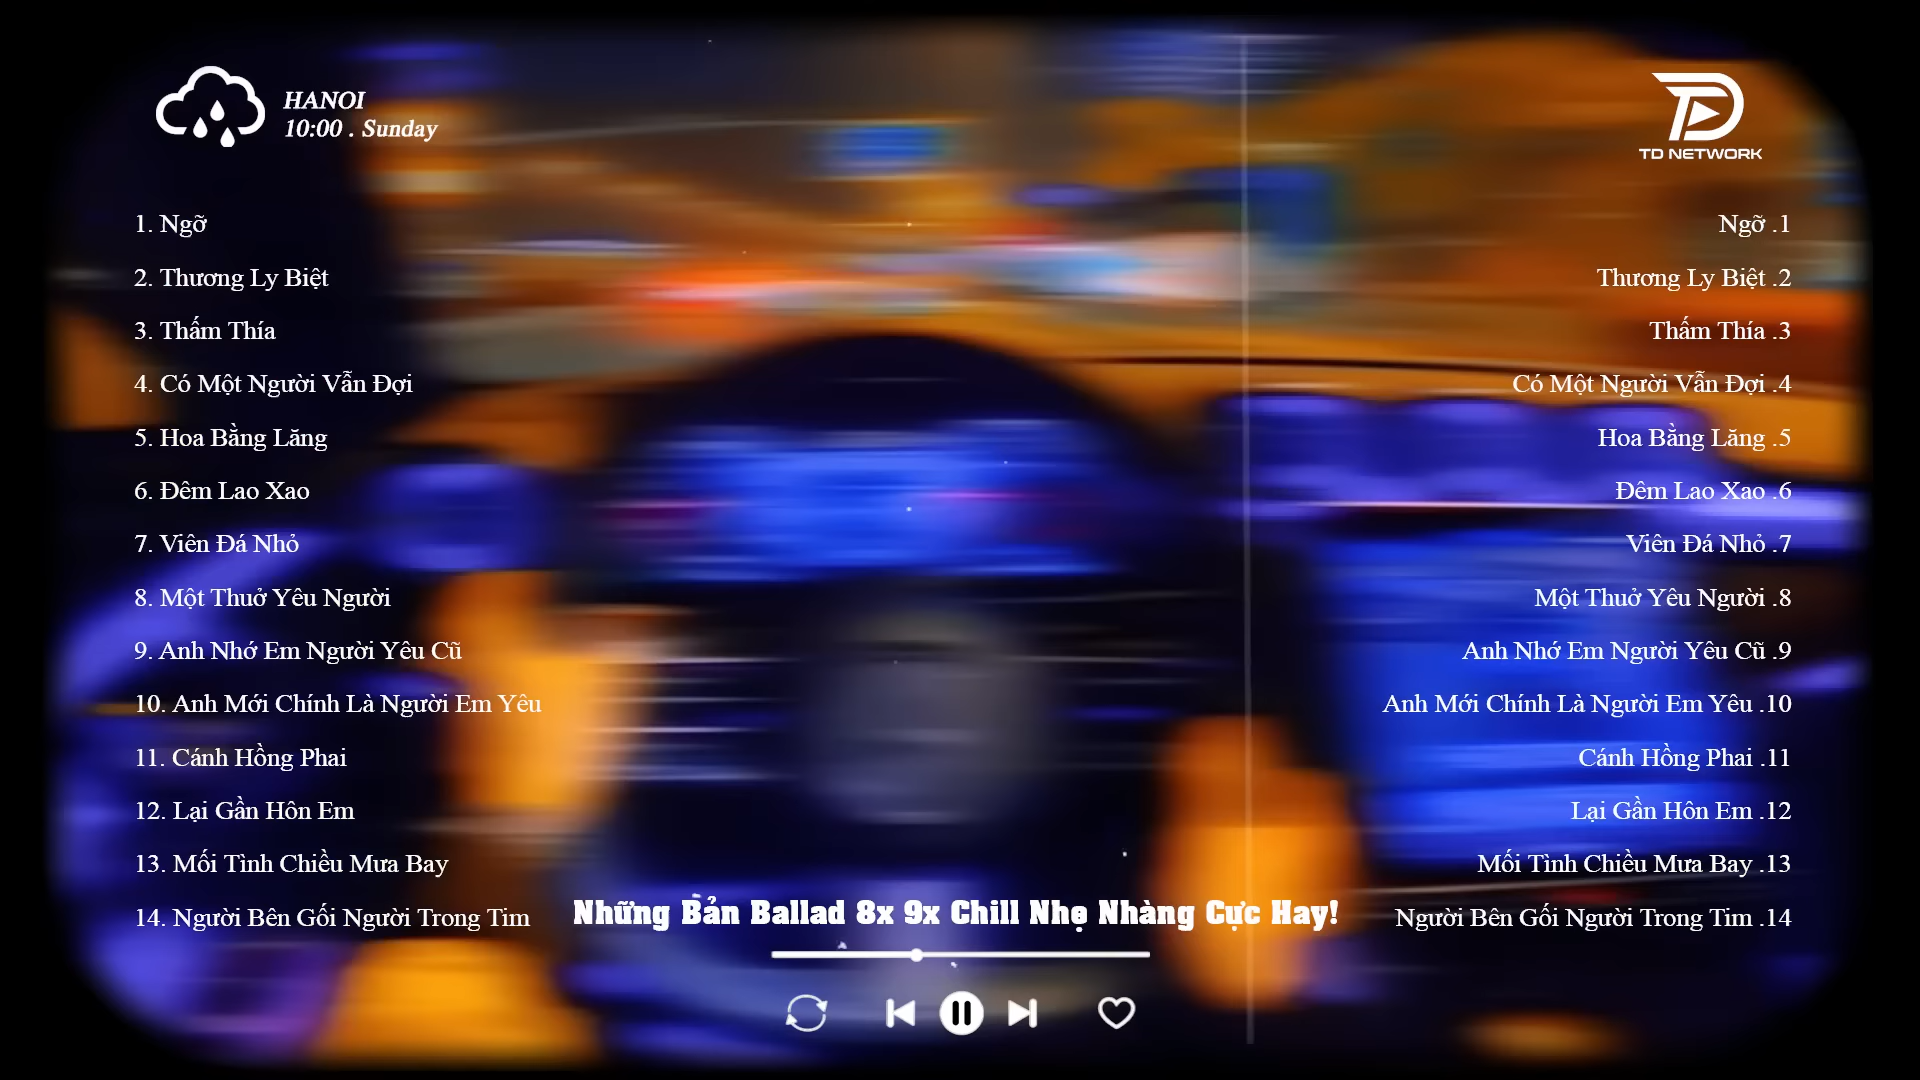 HANOI
10:00 . Sunday
TD NETWORK
1. Ngỡ
2. Thương Ly Biệt
3. Thấm Thía
4. Có Một Người Vẫn Đợi
5. Hoa Bằng Lăng
6. Đêm Lao Xao
7. Viên Đá Nhỏ
8. Một Thuở Yêu Người
9. Anh Nhớ Em Người Yêu Cũ
10. Anh Mới Chính Là Người Em Yêu
11. Cánh Hồng Phai
12. Lại Gần Hôn Em
13. Mối Tình Chiều Mưa Bay
14. Người Bên Gối Người Trong Tim
Ngỡ .1
Thương Ly Biệt .2
Thấm Thía .3
Có Một Người Vẫn Đợi .4
Hoa Bằng Lăng .5
Đêm Lao Xao .6
Viên Đá Nhỏ .7
Một Thuở Yêu Người .8
Anh Nhớ Em Người Yêu Cũ .9
Anh Mới Chính Là Người Em Yêu .10
Cánh Hồng Phai .11
Lại Gần Hôn Em .12
Mối Tình Chiều Mưa Bay .13
Người Bên Gối Người Trong Tim .14
Những Bản Ballad 8x 9x Chill Nhẹ Nhàng Cực Hay!